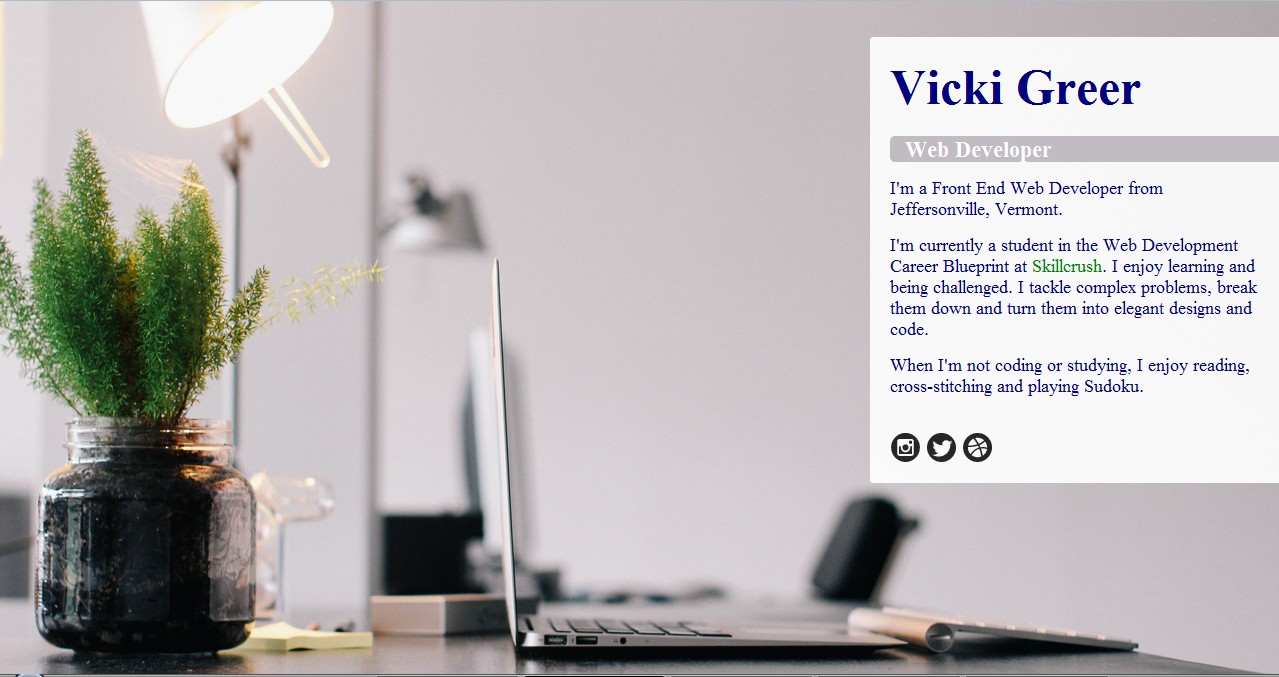 Vicki Greer
Web Developer
I'm a Front End Web Developer from
Jeffersonville, Vermont.
I'm currently a student in the Web Development
Career Blueprint at Skillcrush. I enjoy learning and
being challenged. I tackle complex problems, break
them down and turn them into elegant designs and
code.
When I'm not coding or studying, I enjoy reading,
cross-stitching and playing Sudoku.